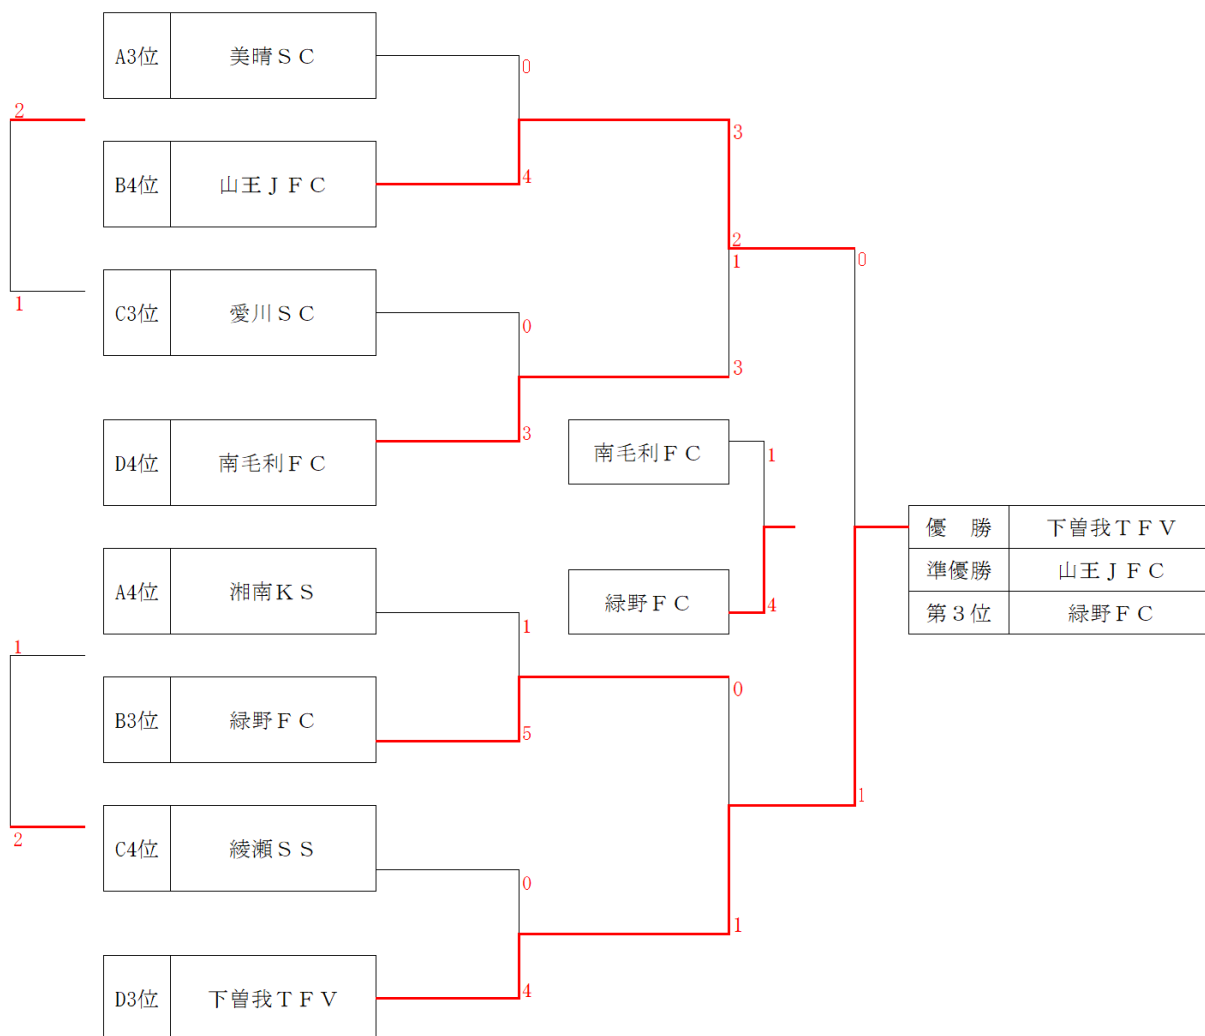 A3位 美晴ＳＣ
0
2
3
B4位 山王ＪＦＣ
4
2
0
1
1
C3位 愛川ＳＣ
0
3
3
D4位 南毛利ＦＣ
南毛利ＦＣ
1
優　勝 下曽我ＴＦＶ
準優勝 山王ＪＦＣ
第３位 緑野ＦＣ
A4位 湘南ＫＳ
緑野ＦＣ
4
1
1
0
B3位 緑野ＦＣ
5
1
2
C4位 綾瀬ＳＳ
0
1
D3位 下曽我ＴＦＶ
4